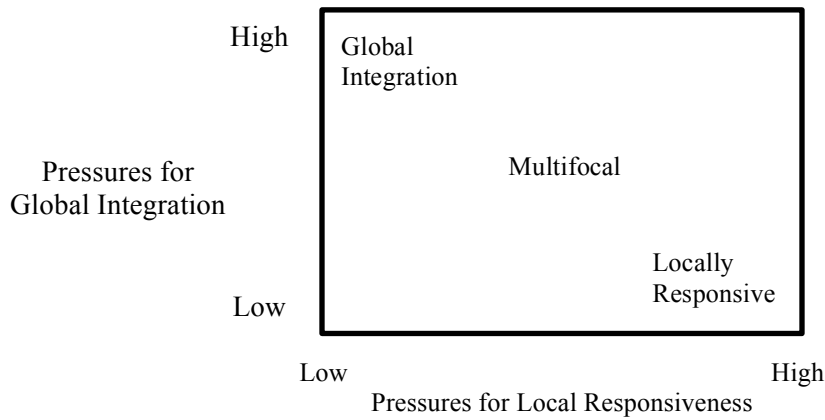 High
Global
Integration
Multifocal
Pressures for
Global Integration
Locally
Responsive
Low
Low
High
Pressures for Local Responsiveness